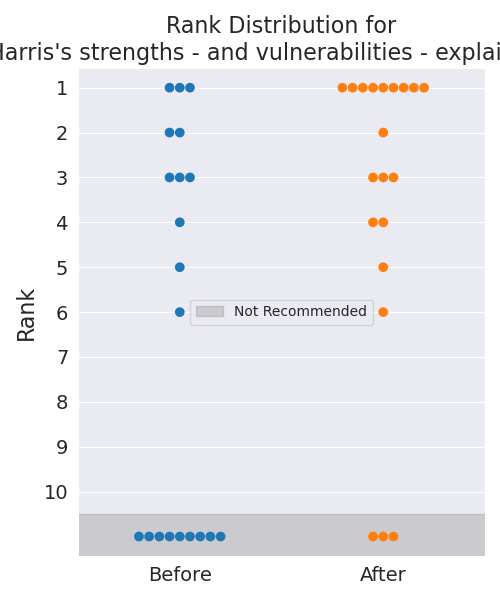 Rank Distribution for
Harris's strengths - and vulnerabilities - explai
1
2
3
4
5
6
7
8
9
10
Rank
Not Recommended
Before
After